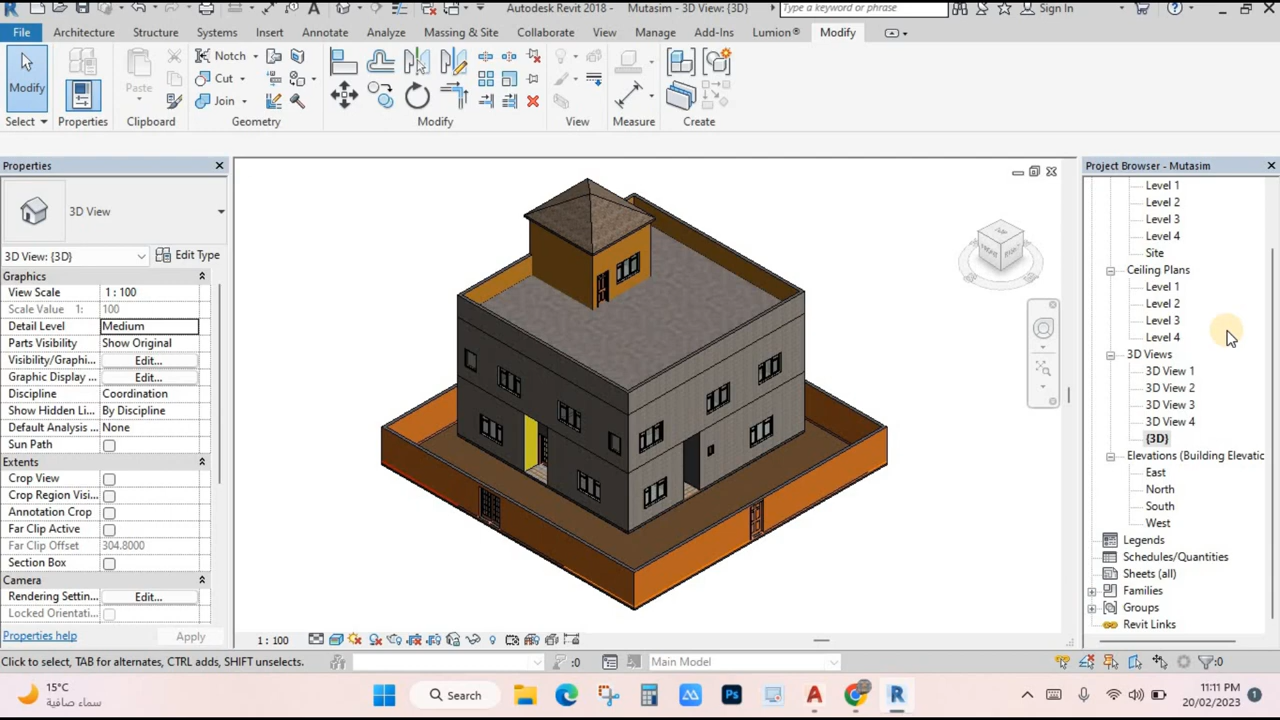 Autodesk Revit 2018 - Mutasim - 3D View: {3D}
Type a keyword or phrase
Sign In
File Architecture Structure Systems Insert Annotate Analyze Massing & Site Collaborate View Manage Add-Ins Lumion® Modify
Modify
Select
Properties
Paste
Clipboard
Notch
Cut
Join
Geometry
Modify
View
Measure
Create
Properties
3D View
3D View: {3D}
Edit Type
Graphics
View Scale 1 : 100
Scale Value 1: 100
Detail Level Medium
Parts Visibility Show Original
Visibility/Graphi... Edit...
Graphic Display ... Edit...
Discipline Coordination
Show Hidden Li... By Discipline
Default Analysis ... None
Sun Path
Extents
Crop View
Crop Region Visi...
Annotation Crop
Far Clip Active
Far Clip Offset 304.8000
Section Box
Camera
Rendering Settin... Edit...
Locked Orientati...
Properties help
Apply
1 : 100
Project Browser - Mutasim
Level 1
Level 2
Level 3
Level 4
Site
Ceiling Plans
Level 1
Level 2
Level 3
Level 4
3D Views
3D View 1
3D View 2
3D View 3
3D View 4
{3D}
Elevations (Building Elevatic
East
North
South
West
Legends
Schedules/Quantities
Sheets (all)
Families
Groups
Revit Links
Click to select, TAB for alternates, CTRL adds, SHIFT unselects.
:0
Main Model
:0
15°C
سماء صافية
Search
Ps
11:11 PM
20/02/2023